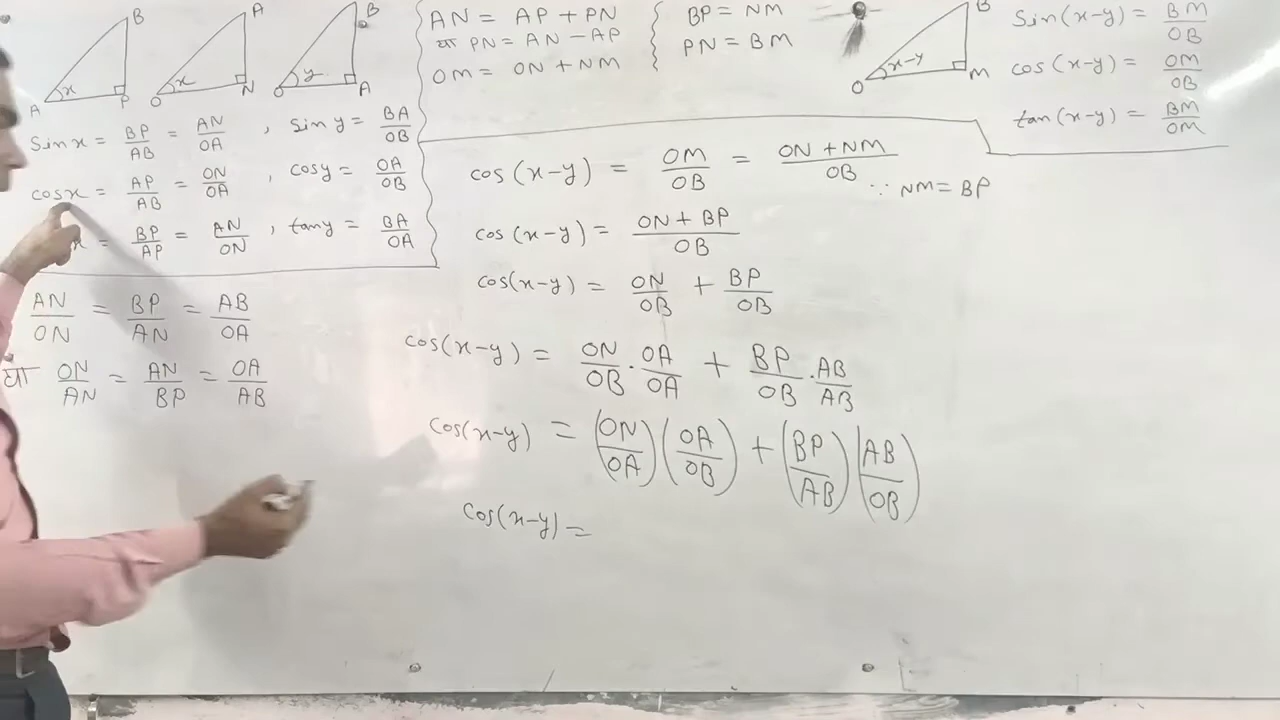 B A B
x x y
A P O N O A
AN = AP + PN
या PN = AN − AP
OM = ON + NM
BP = NM
PN = BM
B
x−y
O M
Sin(x−y) = BM/OB
cos(x−y) = OM/OB
tan(x−y) = BM/OM
Sinx = BP/AB = AN/OA , Sin y = BA/OB
cosx = AP/AB = ON/OA , cosy = OA/OB
x = BP/AP = AN/ON , tany = BA/OA
AN/ON = BP/AN = AB/OA
या ON/AN = AN/BP = OA/AB
cos(x−y) = OM/OB = ON + NM/OB
∵ NM = BP
cos(x−y) = ON + BP/OB
cos(x−y) = ON/OB + BP/OB
cos(x−y) = ON/OB . OA/OA + BP/OB . AB/AB
cos(x−y) = (ON/OA)(OA/OB) + (BP/AB)(AB/OB)
cos(x−y) =